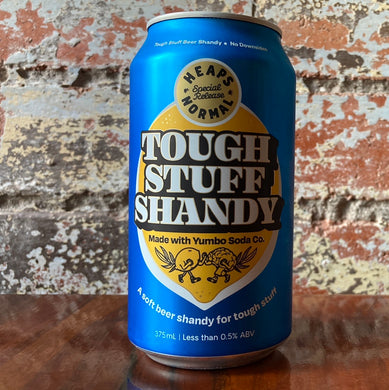 Tough Stuff Beer Shandy ★ No Downsides
HEAPS
Special
Release
NORMAL
TOUGH
STUFF
SHANDY
Made with Yumbo Soda Co.
A soft beer shandy for tough stuff
375mL | Less than 0.5% ABV